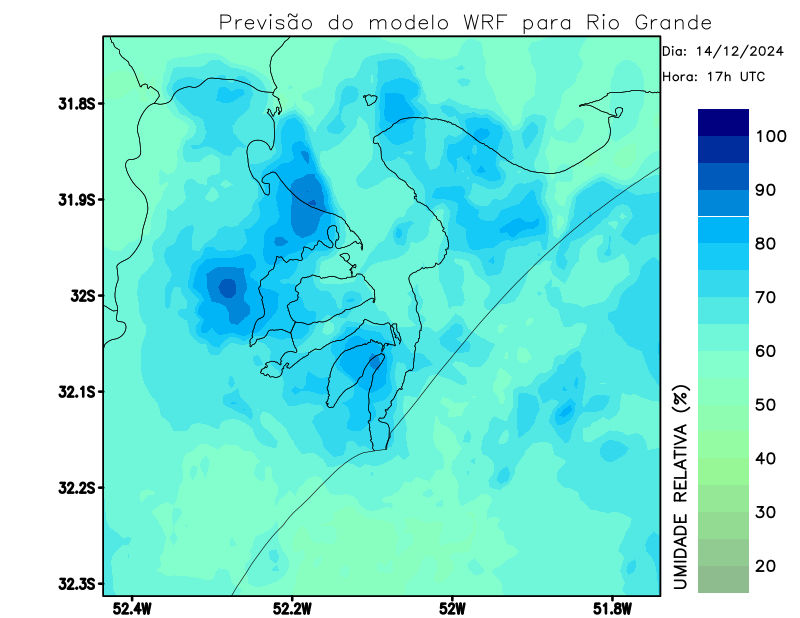 Previsão do modelo WRF para Rio Grande
Dia: 14/12/2024
Hora: 17h UTC
31.8S
31.9S
32S
32.1S
32.2S
32.3S
52.4W
52.2W
52W
51.8W
100
90
80
70
60
50
40
30
20
UMIDADE RELATIVA (%)